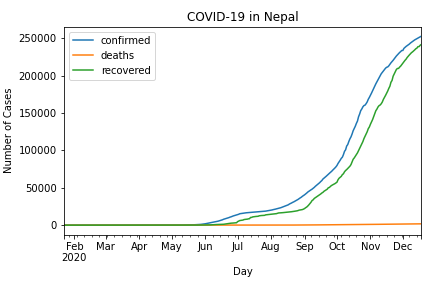 COVID-19 in Nepal
confirmed
deaths
recovered
Number of Cases
250000
200000
150000
100000
50000
0
Feb Mar Apr May Jun Jul Aug Sep Oct Nov Dec
2020
Day